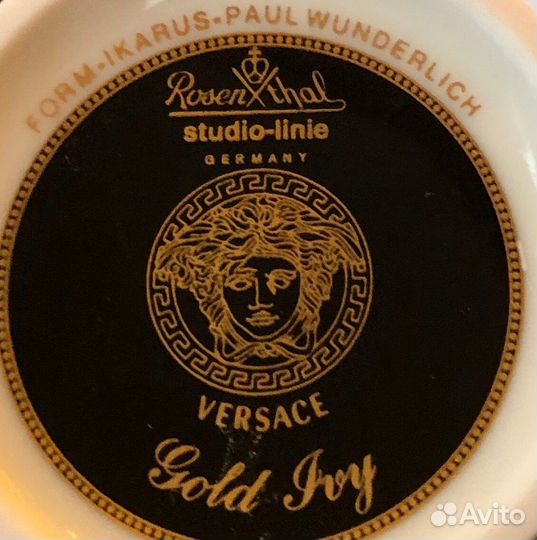 FORM-IKARUS-PAUL WUNDERLICH
Rosenthal
studio-linie
GERMANY
VERSACE
Gold Ivy
Avito